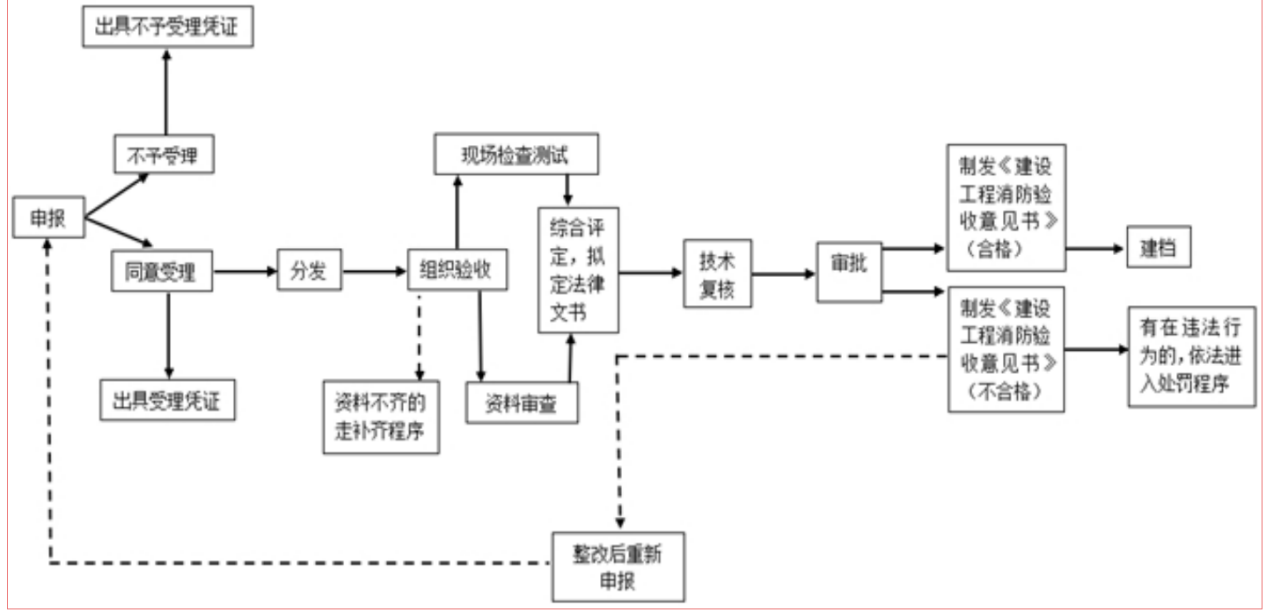 出具不予受理凭证
不予受理
申报
同意受理
出具受理凭证
分发
组织验收
现场检查测试
资料不齐的
走补齐程序
资料审查
综合评
定，拟
定法律
文书
技术
复核
审批
制发《建设
工程消防验
收意见书》
（合格）
建档
制发《建设
工程消防验
收意见书》
（不合格）
有在违法行
为的，依法进
入处罚程序
整改后重新
申报